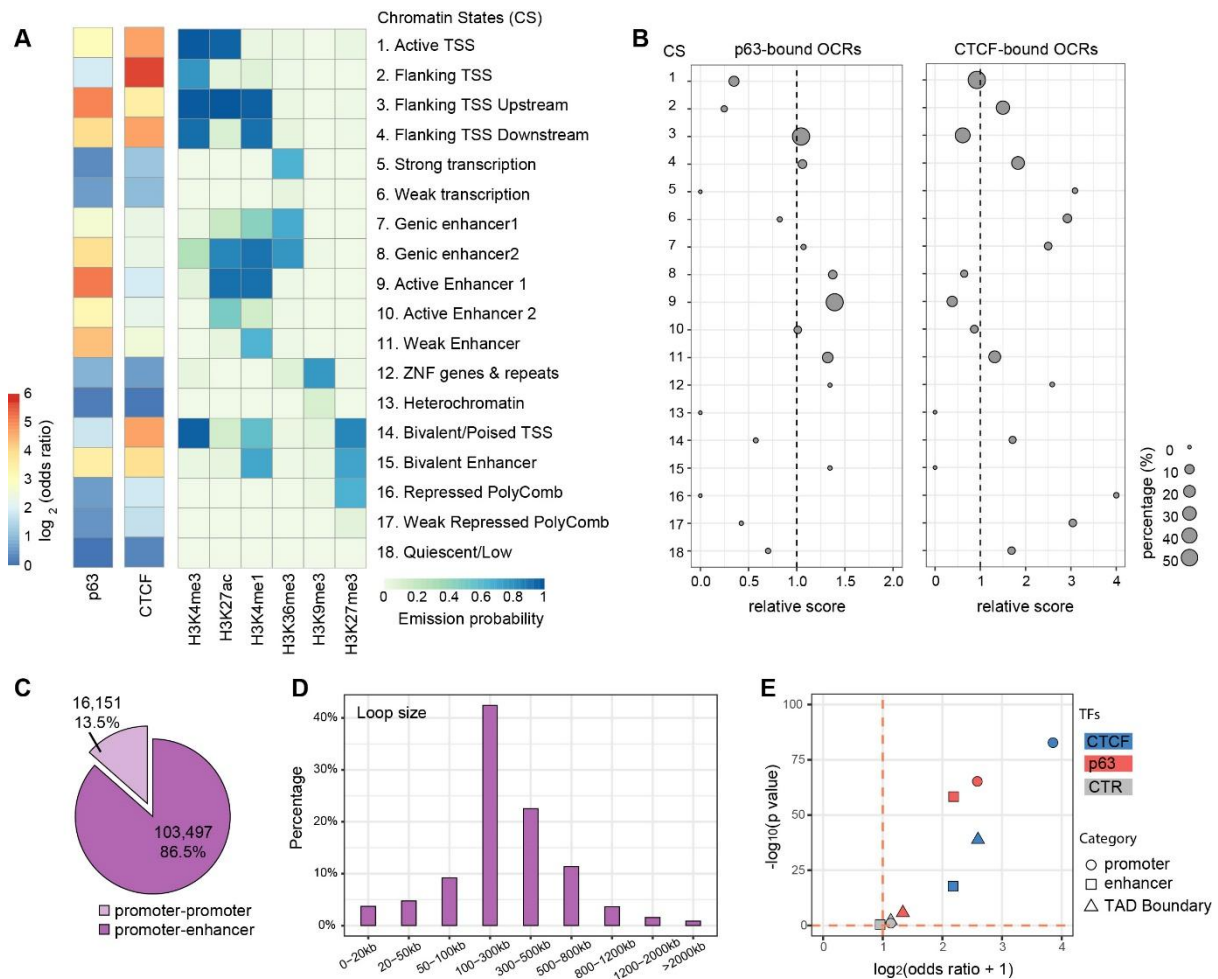 A
Chromatin States (CS)
1. Active TSS
2. Flanking TSS
3. Flanking TSS Upstream
4. Flanking TSS Downstream
5. Strong transcription
6. Weak transcription
7. Genic enhancer1
8. Genic enhancer2
9. Active Enhancer 1
10. Active Enhancer 2
11. Weak Enhancer
12. ZNF genes & repeats
13. Heterochromatin
14. Bivalent/Poised TSS
15. Bivalent Enhancer
16. Repressed PolyComb
17. Weak Repressed PolyComb
18. Quiescent/Low
6
5
4
3
2
1
0
log2 (odds ratio)
p63
CTCF
H3K4me3
H3K27ac
H3K4me1
H3K36me3
H3K9me3
H3K27me3
0 0.2 0.4 0.6 0.8 1
Emission probability
B
CS
p63-bound OCRs
CTCF-bound OCRs
1
2
3
4
5
6
7
8
9
10
11
12
13
14
15
16
17
18
0.0 0.5 1.0 1.5 2.0
relative score
0 1 2 3 4
relative score
percentage (%)
0
10
20
30
40
50
C
16,151
13.5%
103,497
86.5%
promoter-promoter
promoter-enhancer
D
Loop size
Percentage
40%
30%
20%
10%
0%
0~20kb
20~50kb
50~100kb
100~300kb
300~500kb
500~800kb
800~1200kb
1200~2000kb
>2000kb
E
-log10(p value)
100
75
50
25
0
0 1 2 3 4
log2(odds ratio + 1)
TFs
CTCF
p63
CTR
Category
promoter
enhancer
TAD Boundary